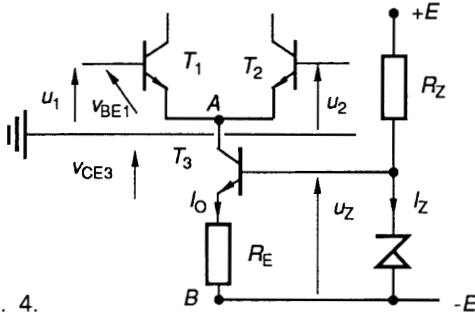 +E
T1 T2 RZ
u1 vBE1 A u2
vCE3 T3
IO uZ IZ
RE
B -E
. 4.